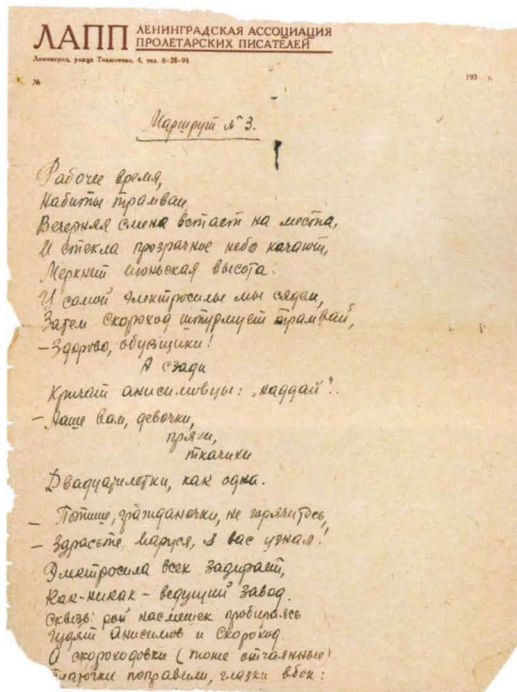 ЛАПП ЛЕНИНГРАДСКАЯ АССОЦИАЦИЯ
ПРОЛЕТАРСКИХ ПИСАТЕЛЕЙ
Ленинград, улица 4, тел. 6-28-94
№ 193 г.
Маршрут № 3.
Рабочее время,
Набиты трамваи
Вечерняя смена встаёт на места,
И стекла прозрачное небо качают,
Меркнит июньская высота.
У самой Электросилы мы сядем,
Затем Скороход штурмует трамвай,
– Здорово, обувщики!
А сзади
Кричат анисимовцы: „наддай"!..
– Наше вам, девочки,
пряхи,
ткачихи
Двадцатилетки, как одна.
– Потише, гражданочки, не горячитесь,
– Здрасьте Маруся, я вас узнал!
Электросила всех задирает,
Как-никак – ведущий завод.
Сквозь рой насмешек пробираясь
Гудят Анисимов и Скороход.
А скороходовки (тоже отчаянные)
Платочки поправили, глазки вбок: